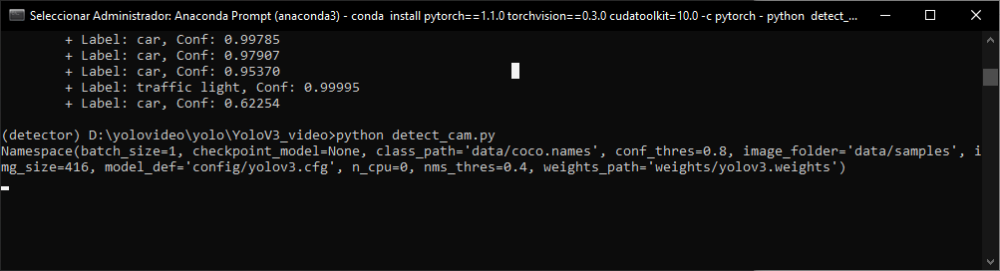 Seleccionar Administrador: Anaconda Prompt (anaconda3) - conda  install pytorch==1.1.0 torchvision==0.3.0 cudatoolkit=10.0 -c pytorch - python  detect_...
+ Label: car, Conf: 0.99785
+ Label: car, Conf: 0.97907
+ Label: car, Conf: 0.95370
+ Label: traffic light, Conf: 0.99995
+ Label: car, Conf: 0.62254
(detector) D:\yolovideo\yolo\YoloV3_video>python detect_cam.py
Namespace(batch_size=1, checkpoint_model=None, class_path='data/coco.names', conf_thres=0.8, image_folder='data/samples', i
mg_size=416, model_def='config/yolov3.cfg', n_cpu=0, nms_thres=0.4, weights_path='weights/yolov3.weights')